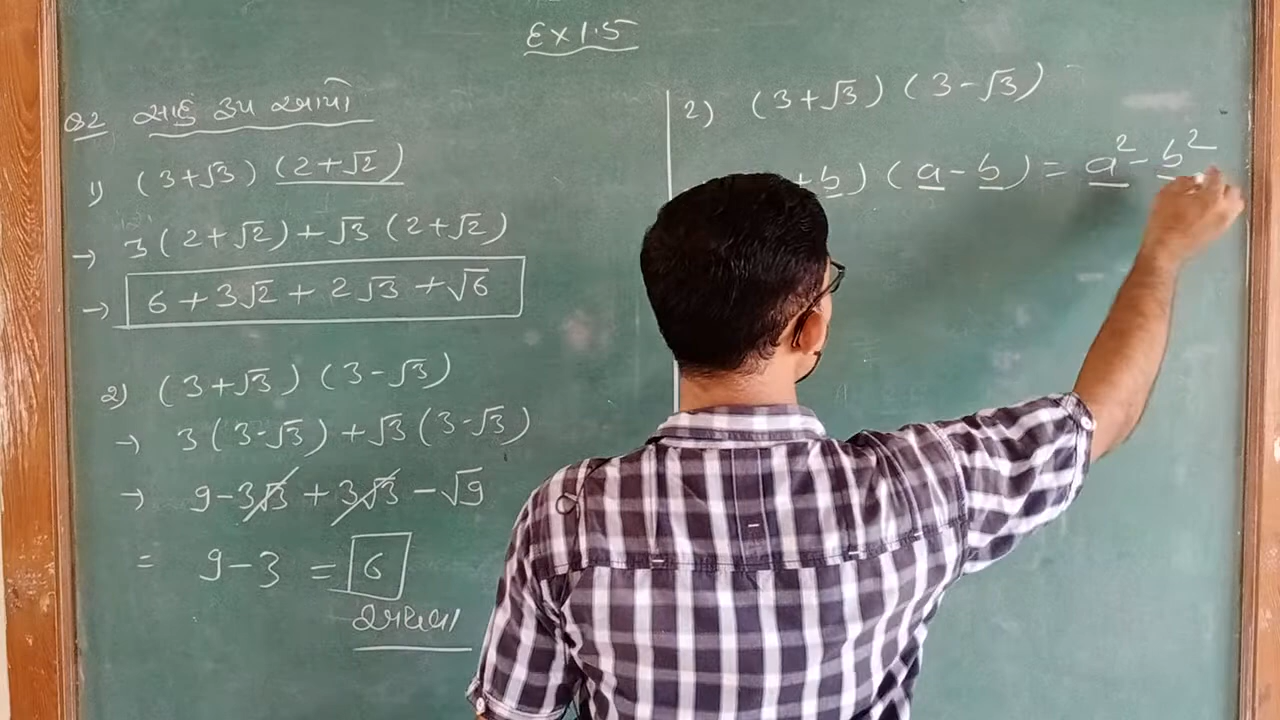 Ex 1.5
Q2 સાદું રૂપ આપો
1) (3+√3) (2+√2)
→ 3(2+√2)+√3(2+√2)
→ 6+3√2+2√3+√6
2) (3+√3) (3-√3)
→ 3(3-√3)+√3(3-√3)
→ 9-3√3+3√3-√9
= 9-3 = 6
અથવા
2) (3+√3) (3-√3)
+b) (a-b) = a²-b²